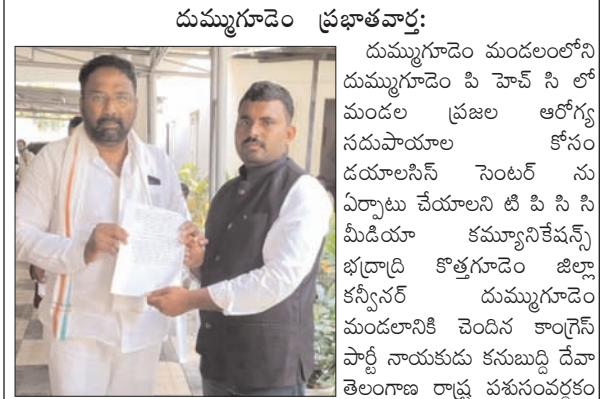 దుమ్ముగూడెం ప్రభాతవార్త:
దుమ్ముగూడెం మండలంలోని
దుమ్ముగూడెం పి హెచ్ సి లో
మండల ప్రజల ఆరోగ్య
సదుపాయాల కోసం
డయాలసిస్ సెంటర్ ను
ఏర్పాటు చేయాలని టి పి సి సి
మీడియా కమ్యూనికేషన్స్
భద్రాద్రి కొత్తగూడెం జిల్లా
కన్వీనర్ దుమ్ముగూడెం
మండలానికి చెందిన కాంగ్రెస్
పార్టీ నాయకుడు కనుబుద్ది దేవా
తెలంగాణ రాష్ట్ర పశుసంవర్ధకం